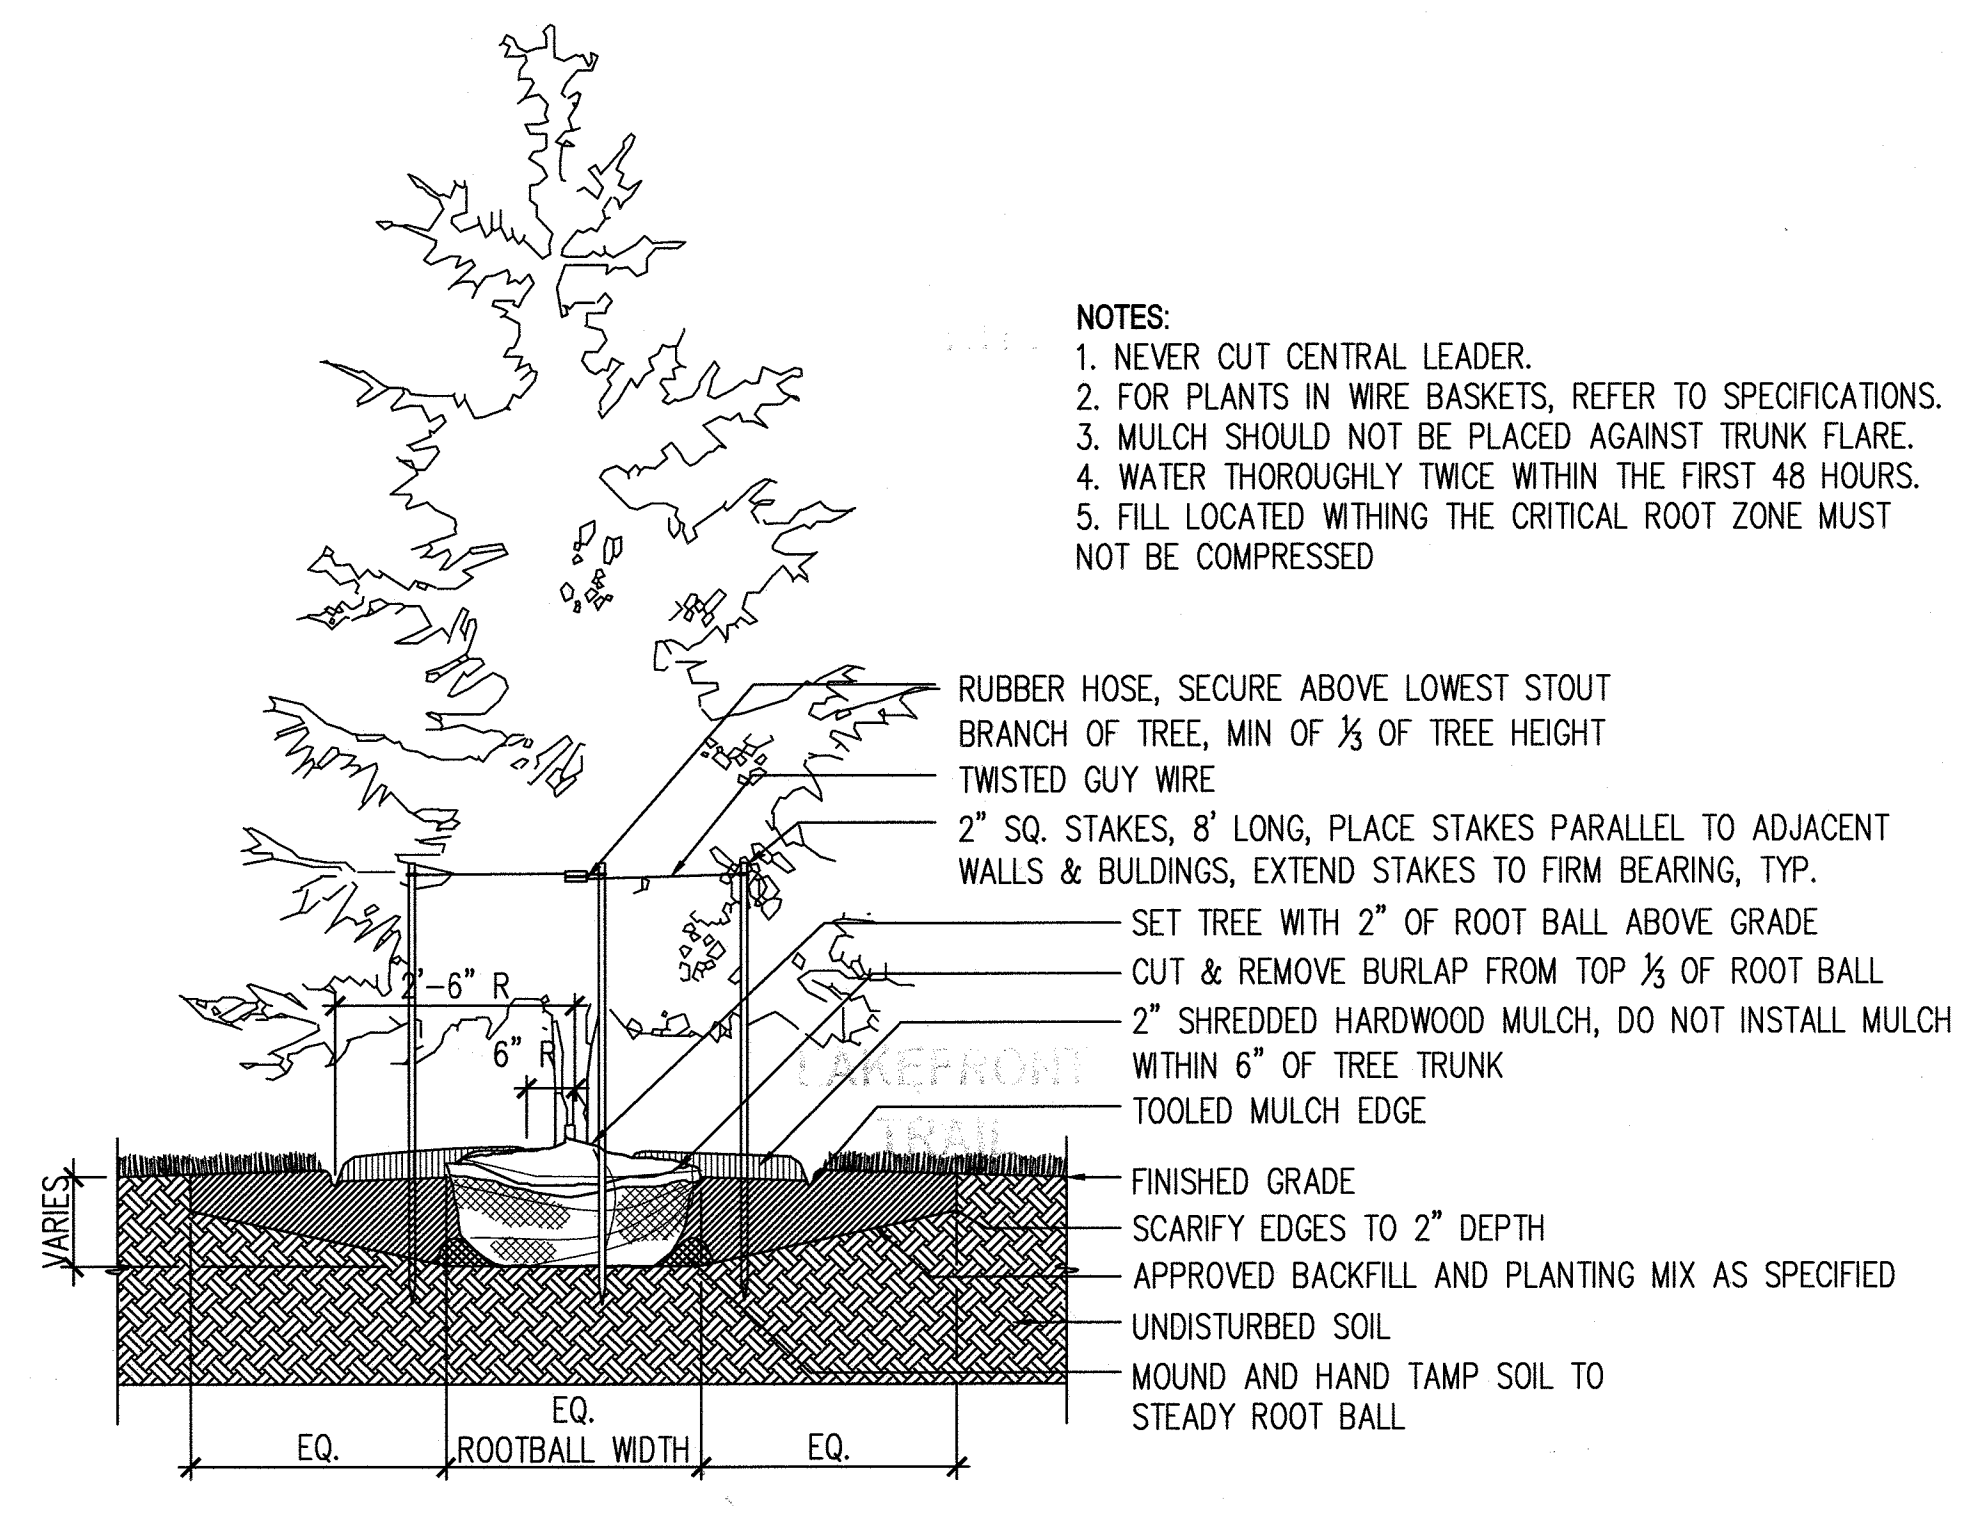 NOTES:
1. NEVER CUT CENTRAL LEADER.
2. FOR PLANTS IN WIRE BASKETS, REFER TO SPECIFICATIONS.
3. MULCH SHOULD NOT BE PLACED AGAINST TRUNK FLARE.
4. WATER THOROUGHLY TWICE WITHIN THE FIRST 48 HOURS.
5. FILL LOCATED WITHING THE CRITICAL ROOT ZONE MUST
NOT BE COMPRESSED
RUBBER HOSE, SECURE ABOVE LOWEST STOUT
BRANCH OF TREE, MIN OF ⅓ OF TREE HEIGHT
TWISTED GUY WIRE
2" SQ. STAKES, 8' LONG, PLACE STAKES PARALLEL TO ADJACENT
WALLS & BULDINGS, EXTEND STAKES TO FIRM BEARING, TYP.
SET TREE WITH 2" OF ROOT BALL ABOVE GRADE
CUT & REMOVE BURLAP FROM TOP ⅓ OF ROOT BALL
2" SHREDDED HARDWOOD MULCH, DO NOT INSTALL MULCH
WITHIN 6" OF TREE TRUNK
TOOLED MULCH EDGE
FINISHED GRADE
SCARIFY EDGES TO 2" DEPTH
APPROVED BACKFILL AND PLANTING MIX AS SPECIFIED
UNDISTURBED SOIL
MOUND AND HAND TAMP SOIL TO
STEADY ROOT BALL
2'-6" R
6" R
LAKEFRONT
TRAIL
VARIES
EQ.
EQ.
ROOTBALL WIDTH
EQ.